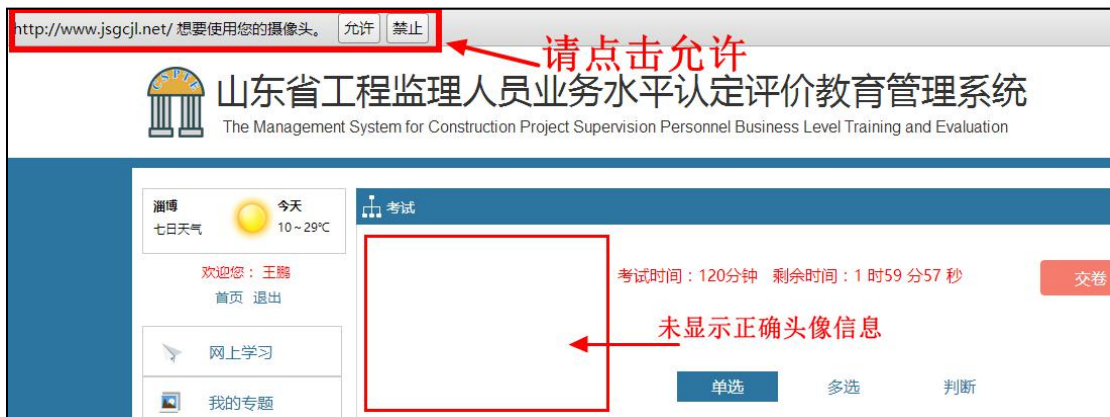 http://www.jsgcjl.net/ 想要使用您的摄像头。 允许 禁止
请点击允许
CSPTE
山东省工程监理人员业务水平认定评价教育管理系统
The Management System for Construction Project Supervision Personnel Business Level Training and Evaluation
淄博 今天
七日天气 10~29℃
考试
欢迎您：王鹏
首页 退出
考试时间：120分钟 剩余时间：1 时59 分57 秒 交卷
未显示正确头像信息
网上学习
单选 多选 判断
我的专题